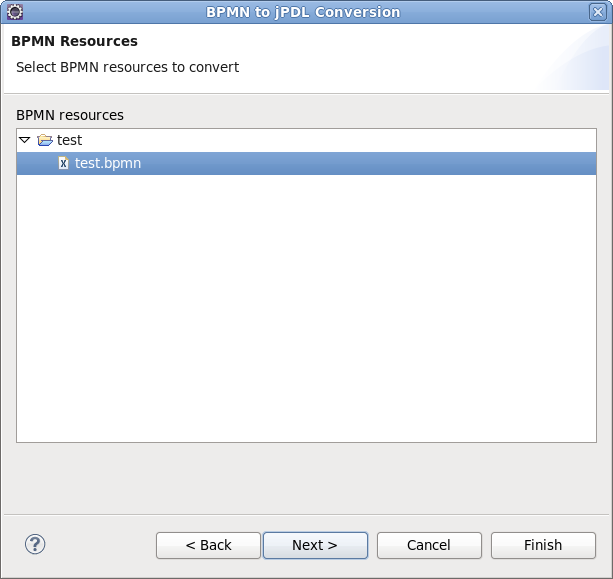 BPMN to jPDL Conversion
BPMN Resources
Select BPMN resources to convert
BPMN resources
test
test.bpmn
? < Back Next > Cancel Finish